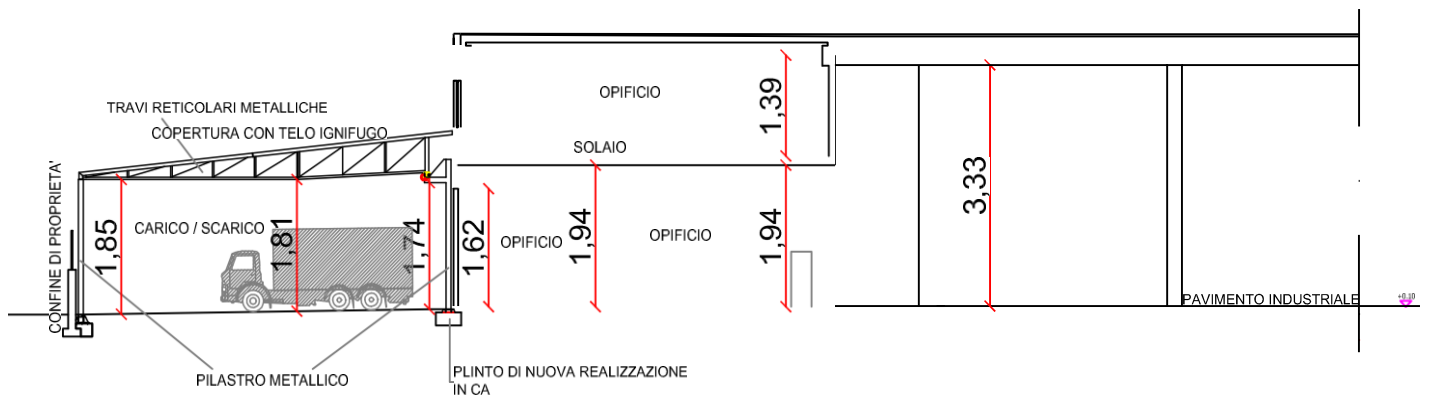 OPIFICIO
1,39
TRAVI RETICOLARI METALLICHE
COPERTURA CON TELO IGNIFUGO
SOLAIO
CONFINE DI PROPRIETA'
1,85
CARICO / SCARICO
1,81
1,74
1,62
OPIFICIO
1,94
OPIFICIO
1,94
3,33
PAVIMENTO INDUSTRIALE
+0.10
PILASTRO METALLICO
PLINTO DI NUOVA REALIZZAZIONE
IN CA